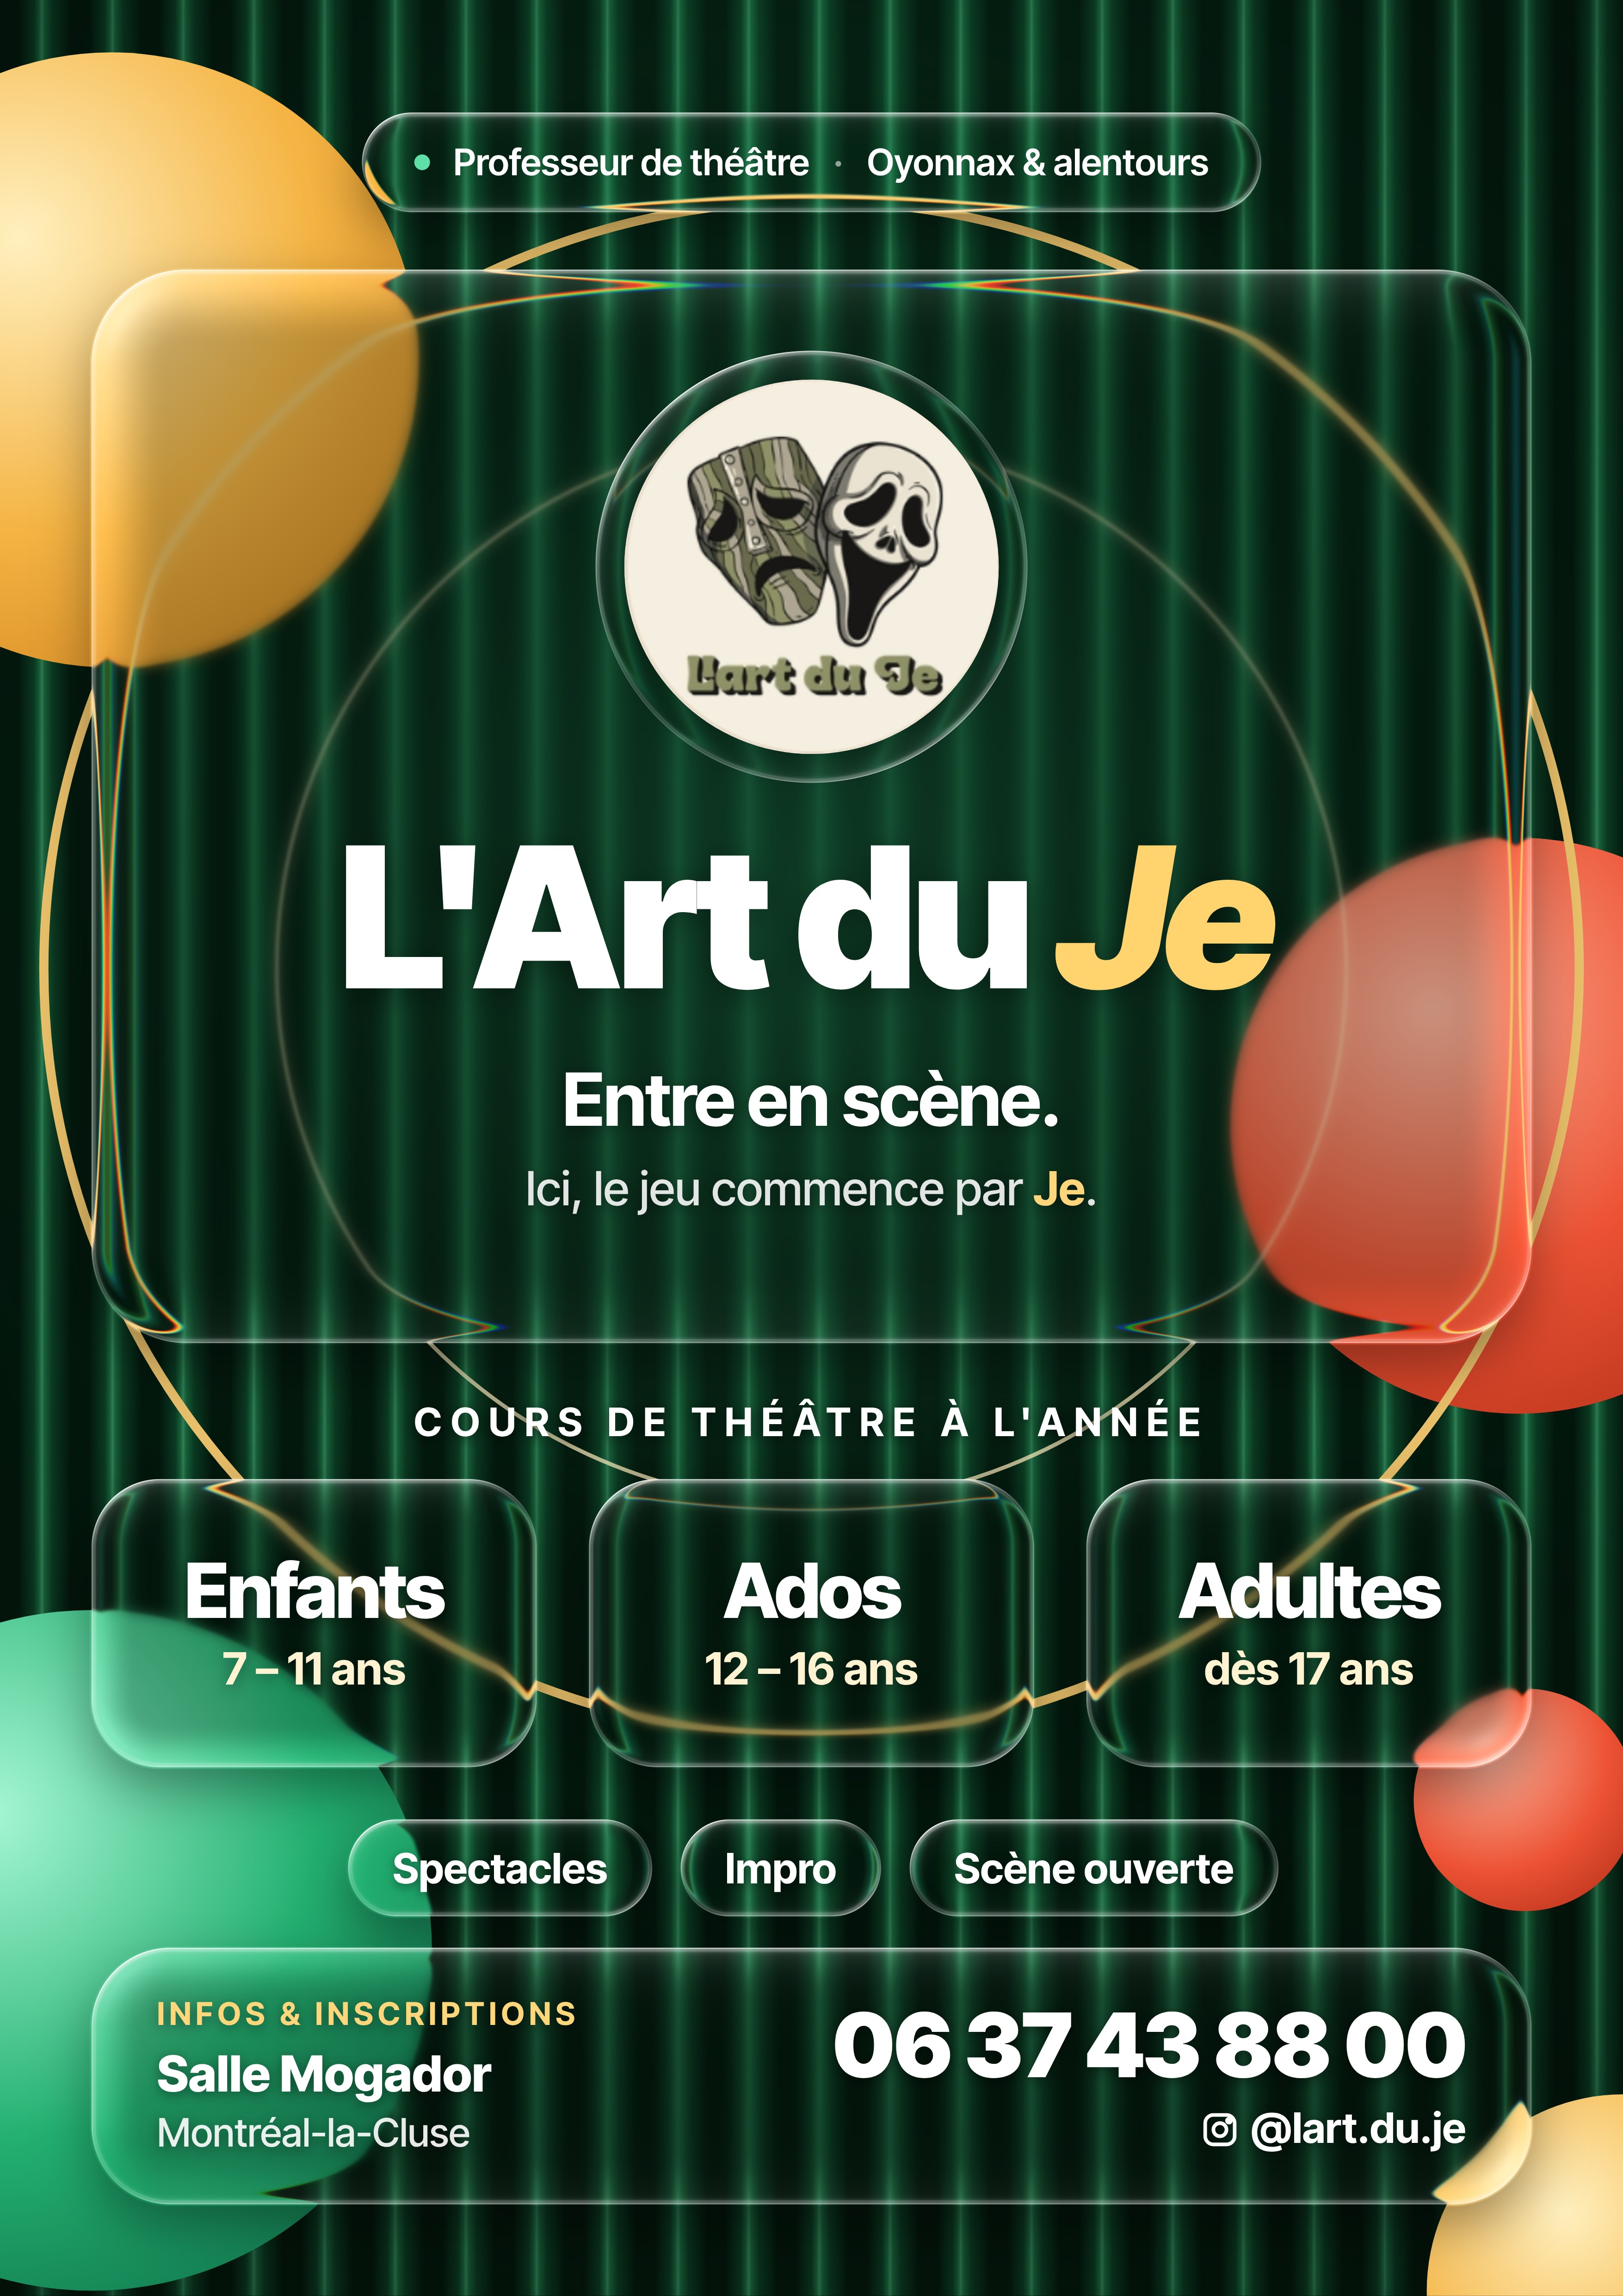 Professeur de théâtre · Oyonnax & alentours
L'art du Je
L'Art du Je
Entre en scène.
Ici, le jeu commence par Je.
COURS DE THÉÂTRE À L'ANNÉE
Enfants
7 – 11 ans
Ados
12 – 16 ans
Adultes
dès 17 ans
Spectacles
Impro
Scène ouverte
INFOS & INSCRIPTIONS
Salle Mogador
Montréal-la-Cluse
06 37 43 88 00
@lart.du.je